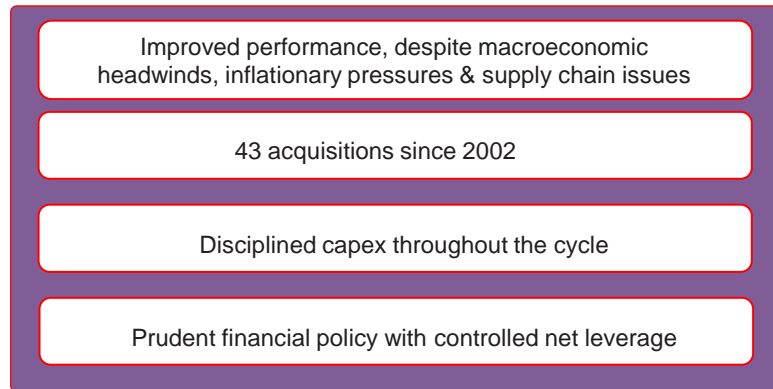 Improved performance, despite macroeconomic
headwinds, inflationary pressures & supply chain issues
43 acquisitions since 2002
Disciplined capex throughout the cycle
Prudent financial policy with controlled net leverage